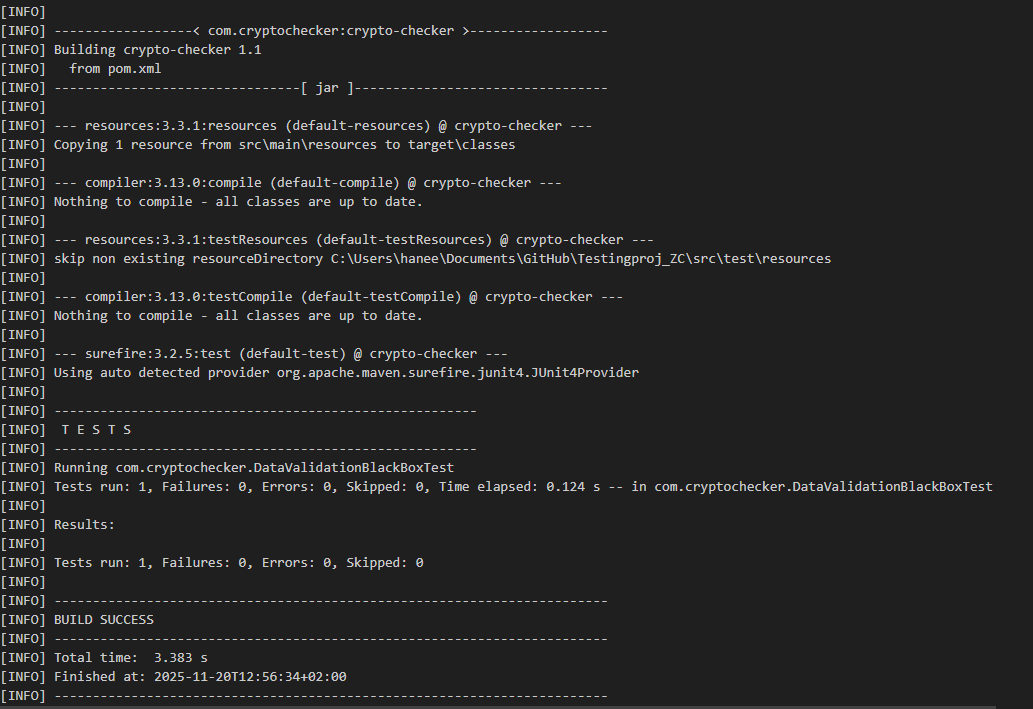 [INFO]
[INFO] ------------------< com.cryptochecker:crypto-checker >------------------
[INFO] Building crypto-checker 1.1
[INFO]   from pom.xml
[INFO] --------------------------------[ jar ]---------------------------------
[INFO]
[INFO] --- resources:3.3.1:resources (default-resources) @ crypto-checker ---
[INFO] Copying 1 resource from src\main\resources to target\classes
[INFO]
[INFO] --- compiler:3.13.0:compile (default-compile) @ crypto-checker ---
[INFO] Nothing to compile - all classes are up to date.
[INFO]
[INFO] --- resources:3.3.1:testResources (default-testResources) @ crypto-checker ---
[INFO] skip non existing resourceDirectory C:\Users\hanee\Documents\GitHub\Testingproj_ZC\src\test\resources
[INFO]
[INFO] --- compiler:3.13.0:testCompile (default-testCompile) @ crypto-checker ---
[INFO] Nothing to compile - all classes are up to date.
[INFO]
[INFO] --- surefire:3.2.5:test (default-test) @ crypto-checker ---
[INFO] Using auto detected provider org.apache.maven.surefire.junit4.JUnit4Provider
[INFO]
[INFO] -------------------------------------------------------
[INFO]  T E S T S
[INFO] -------------------------------------------------------
[INFO] Running com.cryptochecker.DataValidationBlackBoxTest
[INFO] Tests run: 1, Failures: 0, Errors: 0, Skipped: 0, Time elapsed: 0.124 s -- in com.cryptochecker.DataValidationBlackBoxTest
[INFO]
[INFO] Results:
[INFO]
[INFO] Tests run: 1, Failures: 0, Errors: 0, Skipped: 0
[INFO]
[INFO] ------------------------------------------------------------------------
[INFO] BUILD SUCCESS
[INFO] ------------------------------------------------------------------------
[INFO] Total time:  3.383 s
[INFO] Finished at: 2025-11-20T12:56:34+02:00
[INFO] ------------------------------------------------------------------------